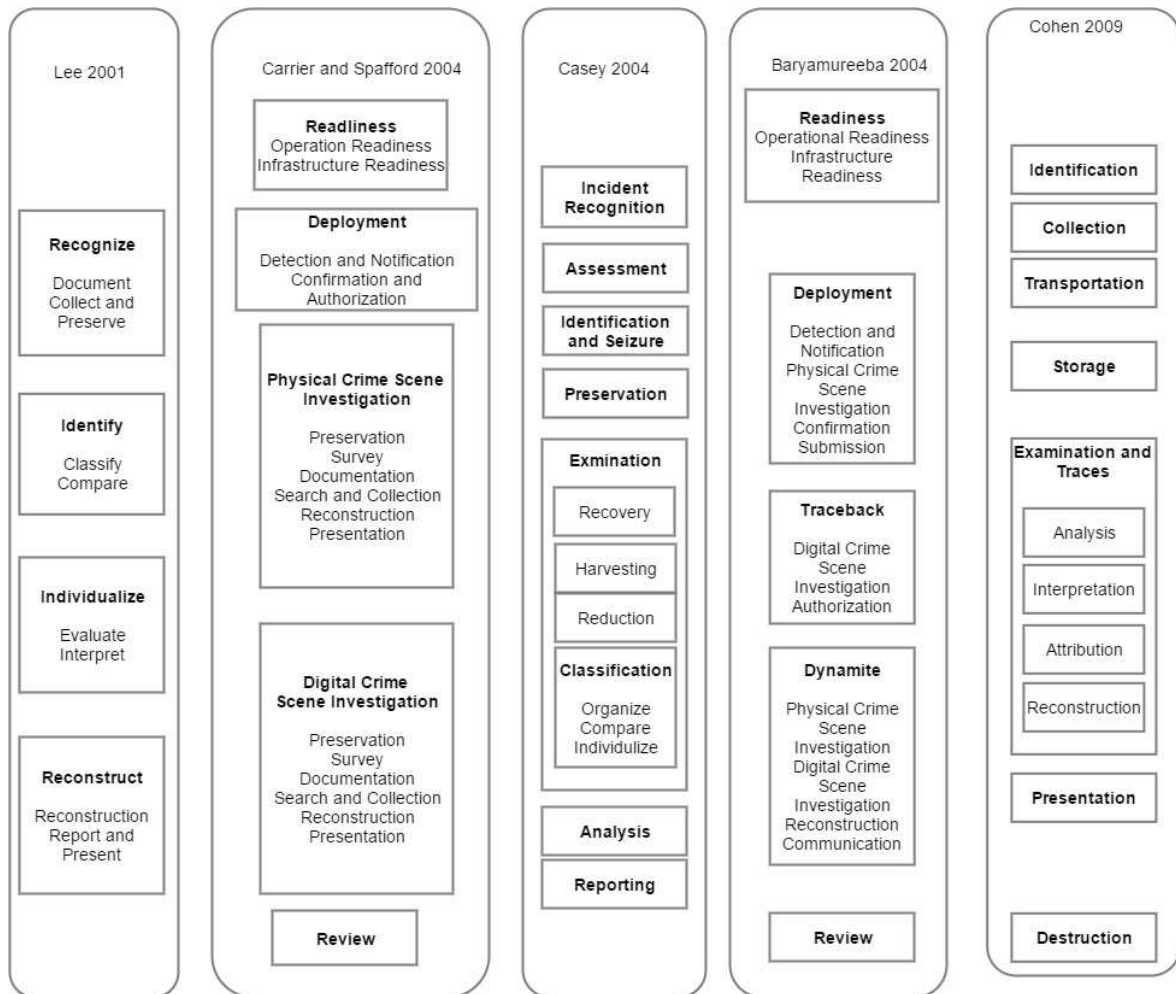 Lee 2001
Recognize
Document
Collect and
Preserve
Identify
Classify
Compare
Individualize
Evaluate
Interpret
Reconstruct
Reconstruction
Report and
Present
Carrier and Spafford 2004
Readliness
Operation Readiness
Infrastructure Readiness
Deployment
Detection and Notification
Confirmation and
Authorization
Physical Crime Scene
Investigation
Preservation
Survey
Documentation
Search and Collection
Reconstruction
Presentation
Digital Crime
Scene Investigation
Preservation
Survey
Documentation
Search and Collection
Reconstruction
Presentation
Review
Casey 2004
Incident
Recognition
Assessment
Identification
and Seizure
Preservation
Exmination
Recovery
Harvesting
Reduction
Classification
Organize
Compare
Individulize
Analysis
Reporting
Baryamureeba 2004
Readiness
Operational Readiness
Infrastructure
Readiness
Deployment
Detection and
Notification
Physical Crime
Scene
Investigation
Confirmation
Submission
Traceback
Digital Crime
Scene
Investigation
Authorization
Dynamite
Physical Crime
Scene
Investigation
Digital Crime
Scene
Investigation
Reconstruction
Communication
Review
Cohen 2009
Identification
Collection
Transportation
Storage
Examination and
Traces
Analysis
Interpretation
Attribution
Reconstruction
Presentation
Destruction